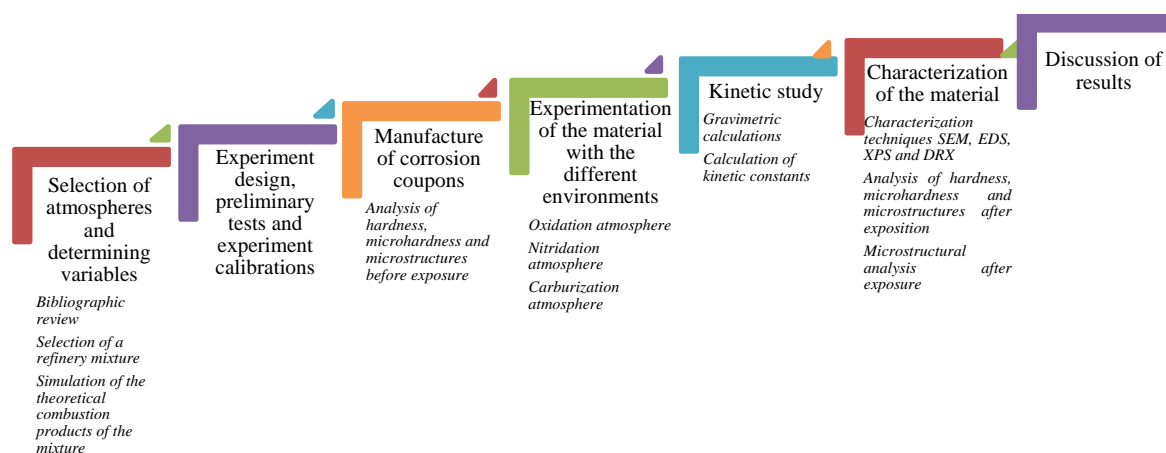 Selection of
atmospheres
and
determining
variables
Bibliographic
review
Selection of a
refinery mixture
Simulation of the
theoretical
combustion
products of the
mixture
Experiment
design,
preliminary
tests and
experiment
calibrations
Manufacture
of corrosion
coupons
Analysis of
hardness,
microhardness and
microstructures
before exposure
Experimentation
of the material
with the
different
environments
Oxidation atmosphere
Nitridation
atmosphere
Carburization
atmosphere
Kinetic study
Gravimetric
calculations
Calculation of
kinetic constants
Characterization
of the material
Characterization
techniques SEM, EDS,
XPS and DRX
Analysis of hardness,
microhardness and
microstructures after
exposition
Microstructural
analysis after
exposure
Discussion of
results